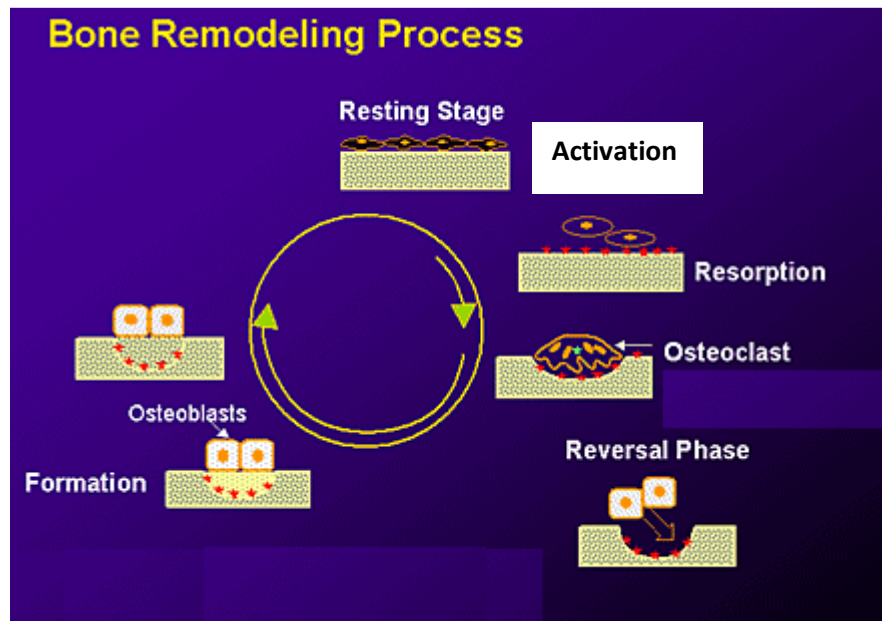 Bone Remodeling Process
Resting Stage
Activation
Resorption
Osteoclast
Reversal Phase
Osteoblasts
Formation